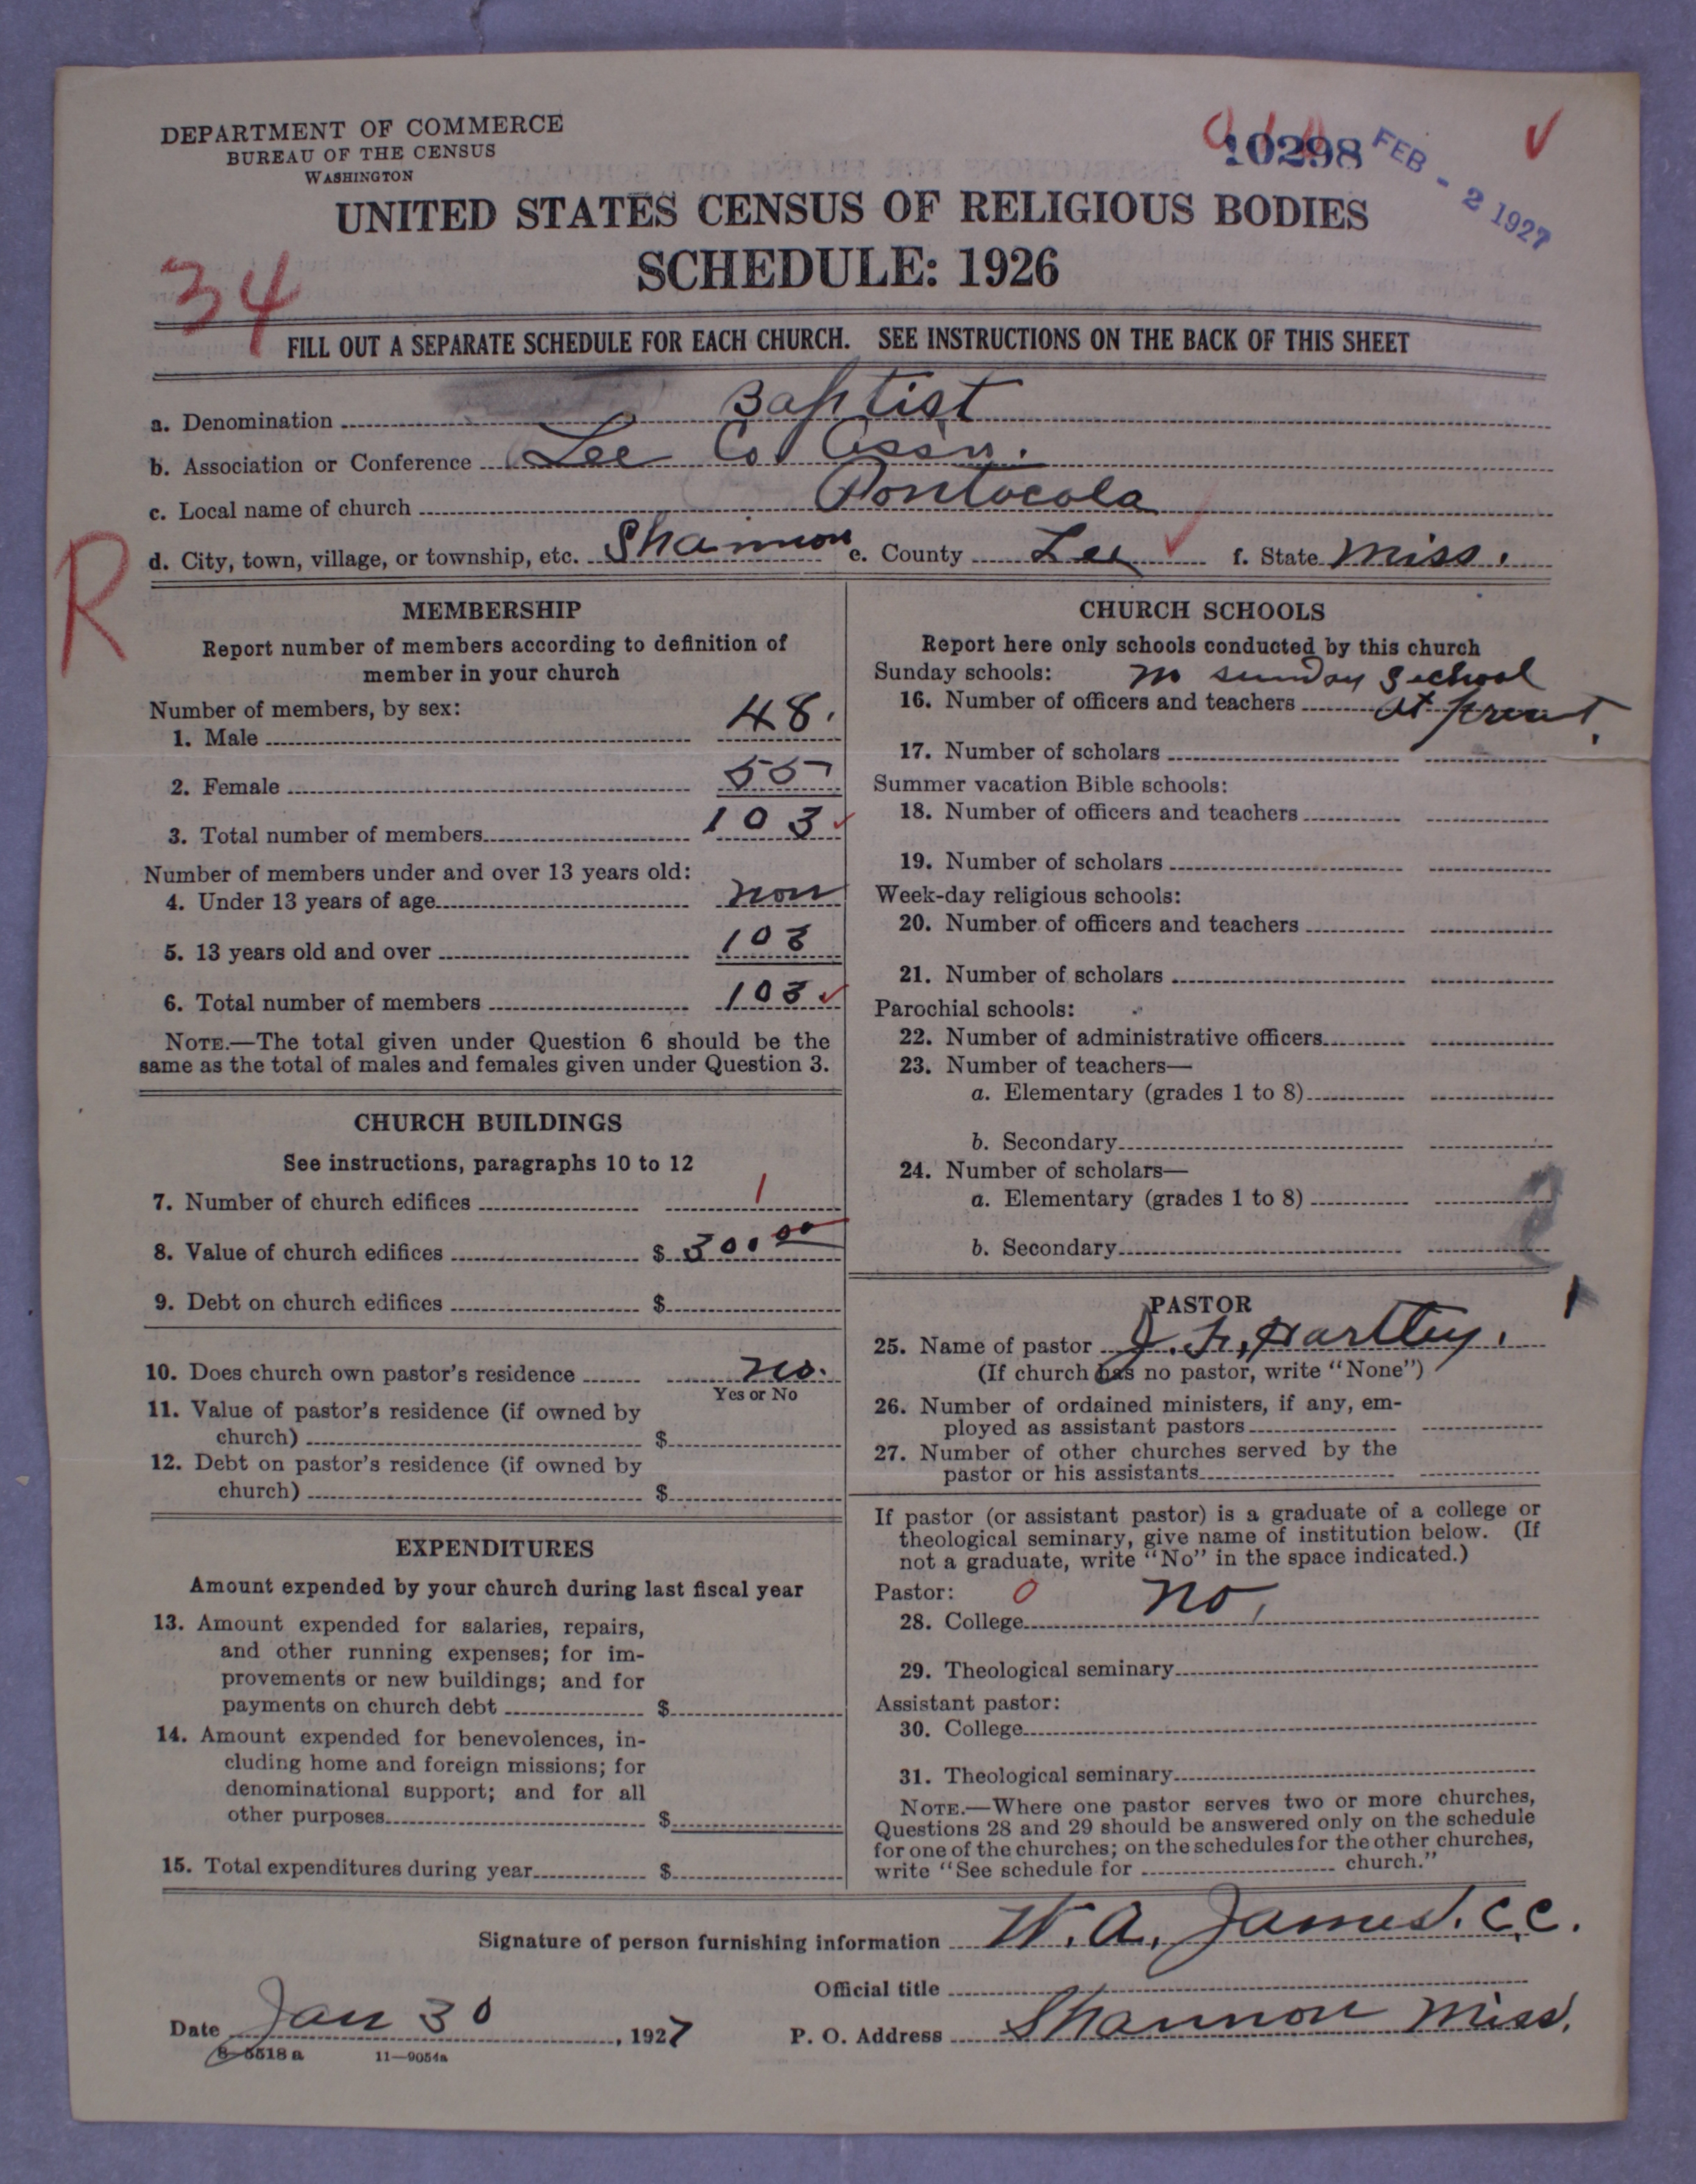 DEPARTMENT OF COMMERCE
BUREAU OF THE CENSUS
WASHINGTON
10298
FEB - 2 1927
UNITED STATES CENSUS OF RELIGIOUS BODIES
SCHEDULE: 1926
34
FILL OUT A SEPARATE SCHEDULE FOR EACH CHURCH. SEE INSTRUCTIONS ON THE BACK OF THIS SHEET
a. Denomination Baptist
b. Association or Conference Lee Co Assn.
c. Local name of church Pontocola
R
d. City, town, village, or township, etc. Shannon e. County Lee f. State Miss.
MEMBERSHIP
Report number of members according to definition of
member in your church
Number of members, by sex:
1. Male 48.
2. Female 55
3. Total number of members 103
Number of members under and over 13 years old:
4. Under 13 years of age non
5. 13 years old and over 103
6. Total number of members 103
NOTE.—The total given under Question 6 should be the
same as the total of males and females given under Question 3.
CHURCH BUILDINGS
See instructions, paragraphs 10 to 12
7. Number of church edifices 1
8. Value of church edifices $ 300.00
9. Debt on church edifices $
10. Does church own pastor's residence no.
Yes or No
11. Value of pastor's residence (if owned by
church) $
12. Debt on pastor's residence (if owned by
church) $
EXPENDITURES
Amount expended by your church during last fiscal year
13. Amount expended for salaries, repairs,
and other running expenses; for im-
provements or new buildings; and for
payments on church debt $
14. Amount expended for benevolences, in-
cluding home and foreign missions; for
denominational support; and for all
other purposes $
15. Total expenditures during year $
CHURCH SCHOOLS
Report here only schools conducted by this church
Sunday schools: no sunday school
16. Number of officers and teachers at presut.
17. Number of scholars
Summer vacation Bible schools:
18. Number of officers and teachers
19. Number of scholars
Week-day religious schools:
20. Number of officers and teachers
21. Number of scholars
Parochial schools:
22. Number of administrative officers
23. Number of teachers—
a. Elementary (grades 1 to 8)
b. Secondary
24. Number of scholars—
a. Elementary (grades 1 to 8)
b. Secondary
PASTOR
25. Name of pastor J. F. Hartley.
(If church has no pastor, write "None")
26. Number of ordained ministers, if any, em-
ployed as assistant pastors
27. Number of other churches served by the
pastor or his assistants
If pastor (or assistant pastor) is a graduate of a college or
theological seminary, give name of institution below. (If
not a graduate, write "No" in the space indicated.)
Pastor: 0
28. College no,
29. Theological seminary
Assistant pastor:
30. College
31. Theological seminary
NOTE.—Where one pastor serves two or more churches,
Questions 28 and 29 should be answered only on the schedule
for one of the churches; on the schedules for the other churches,
write "See schedule for church."
Signature of person furnishing information W. A. James. C.C.
Official title
Date Jan 30, 1927 P. O. Address Shannon Miss.
8-5518a 11-9054a